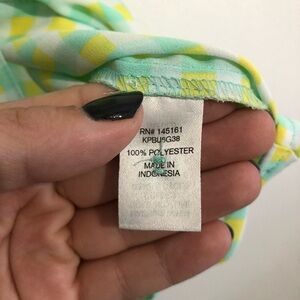 RN# 145161
KPBU5G38
100% POLYESTER
MADE IN
INDONESIA